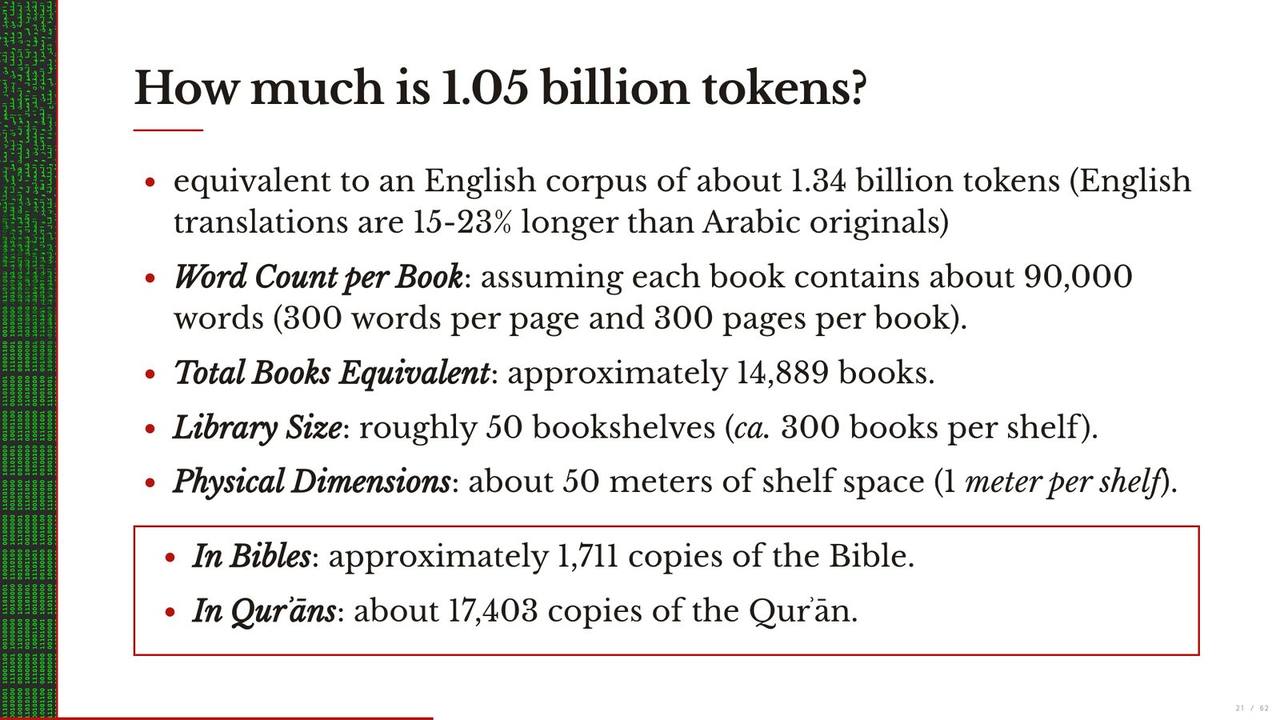 How much is 1.05 billion tokens?
• equivalent to an English corpus of about 1.34 billion tokens (English
translations are 15-23% longer than Arabic originals)
• Word Count per Book: assuming each book contains about 90,000
words (300 words per page and 300 pages per book).
• Total Books Equivalent: approximately 14,889 books.
• Library Size: roughly 50 bookshelves (ca. 300 books per shelf).
• Physical Dimensions: about 50 meters of shelf space (1 meter per shelf).
• In Bibles: approximately 1,711 copies of the Bible.
• In Qurʾāns: about 17,403 copies of the Qurʾān.
21 / 62